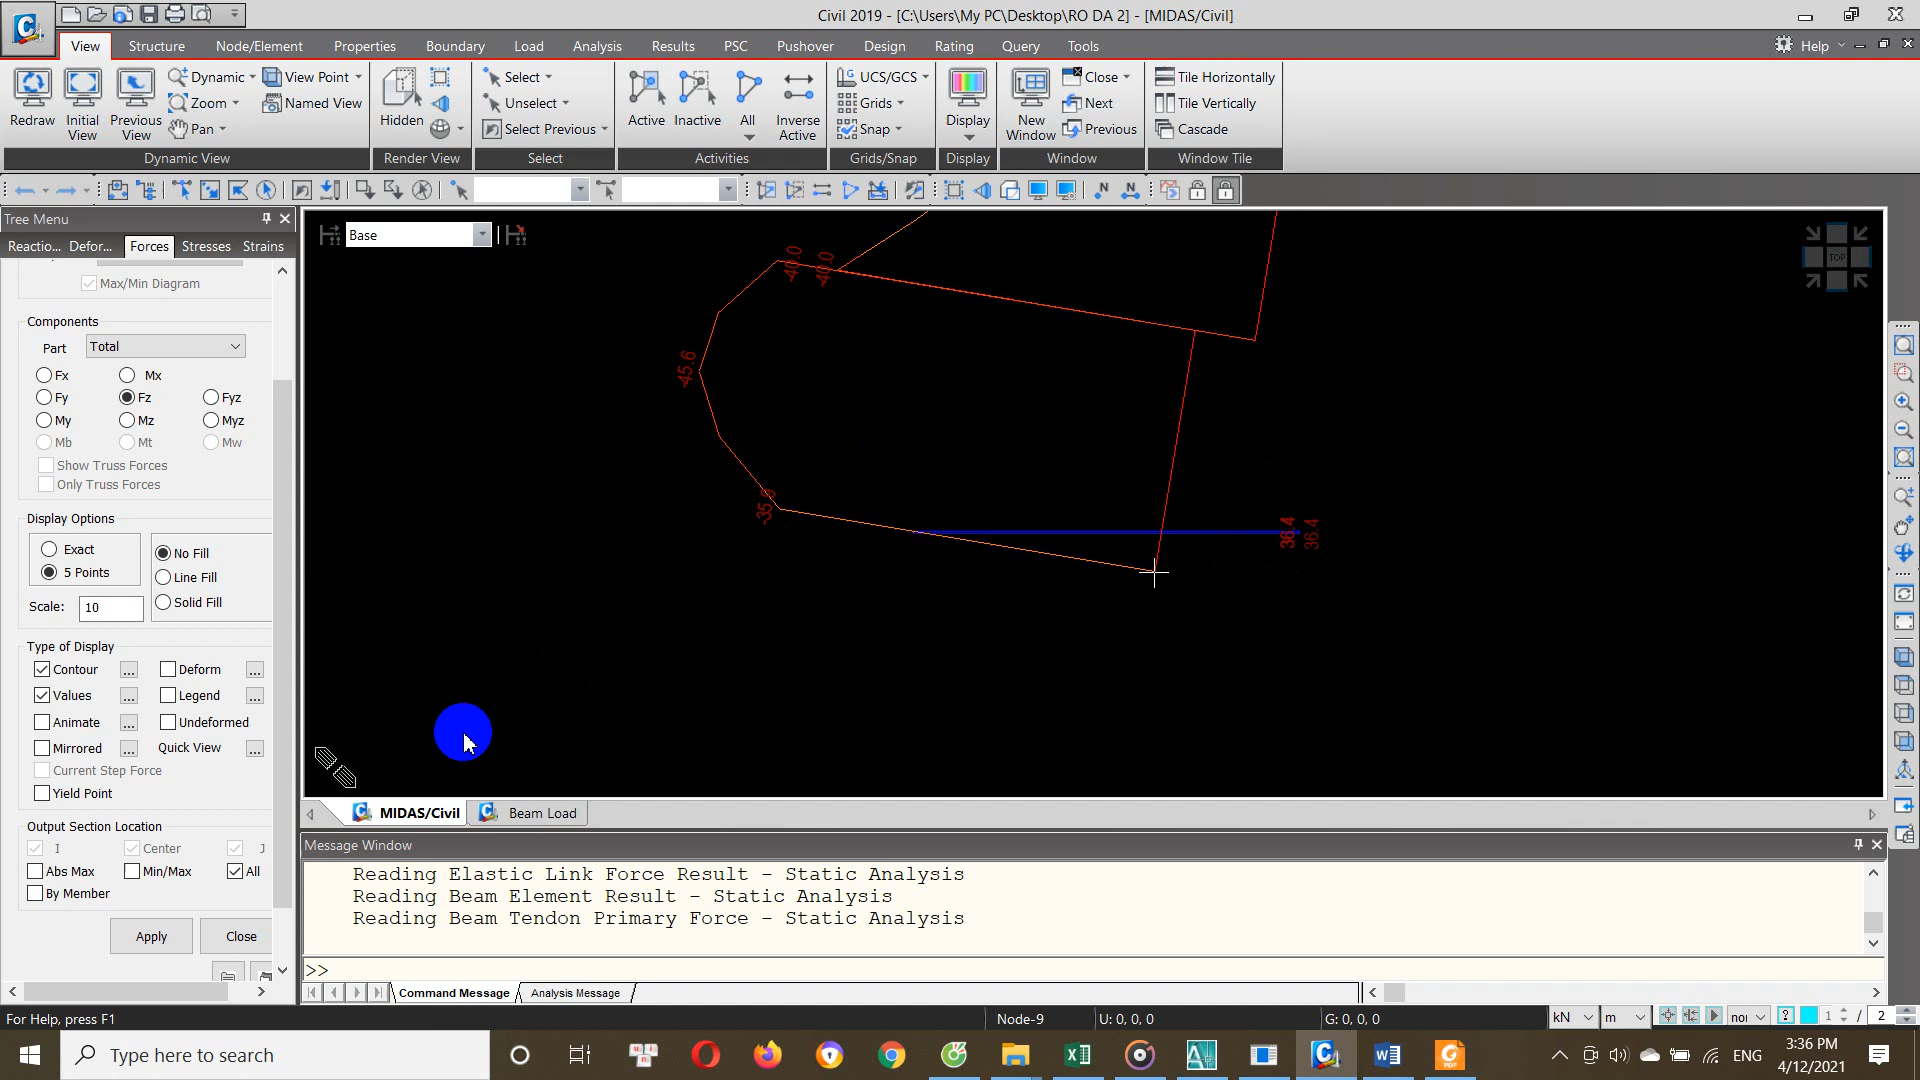 Civil 2019 - [C:\Users\My PC\Desktop\RO DA 2] - [MIDAS/Civil]
View Structure Node/Element Properties Boundary Load Analysis Results PSC Pushover Design Rating Query Tools Help
Redraw
Initial View
Previous View
Dynamic
Zoom
Pan
View Point
Named View
Hidden
Select
Unselect
Select Previous
Active
Inactive
All
Inverse Active
UCS/GCS
Grids
Snap
Display
New Window
Close
Next
Previous
Tile Horizontally
Tile Vertically
Cascade
Dynamic View Render View Select Activities Grids/Snap Display Window Window Tile
Tree Menu
Reactio... Defor... Forces Stresses Strains
Max/Min Diagram
Components
Part Total
Fx Mx
Fy Fz Fyz
My Mz Myz
Mb Mt Mw
Show Truss Forces
Only Truss Forces
Display Options
Exact
5 Points
No Fill
Line Fill
Solid Fill
Scale: 10
Type of Display
Contour ... Deform ...
Values ... Legend ...
Animate ... Undeformed
Mirrored ... Quick View ...
Current Step Force
Yield Point
Output Section Location
I Center J
Abs Max Min/Max All
By Member
Apply Close
Base
TOP
-40.0
-40.0
-45.6
36.4
36.4
MIDAS/Civil Beam Load
Message Window
Reading Elastic Link Force Result - Static Analysis
Reading Beam Element Result - Static Analysis
Reading Beam Tendon Primary Force - Static Analysis
>>
Command Message Analysis Message
For Help, press F1 Node-9 U: 0, 0, 0 G: 0, 0, 0 kN m nor 1 / 2
Type here to search
ENG
3:36 PM
4/12/2021